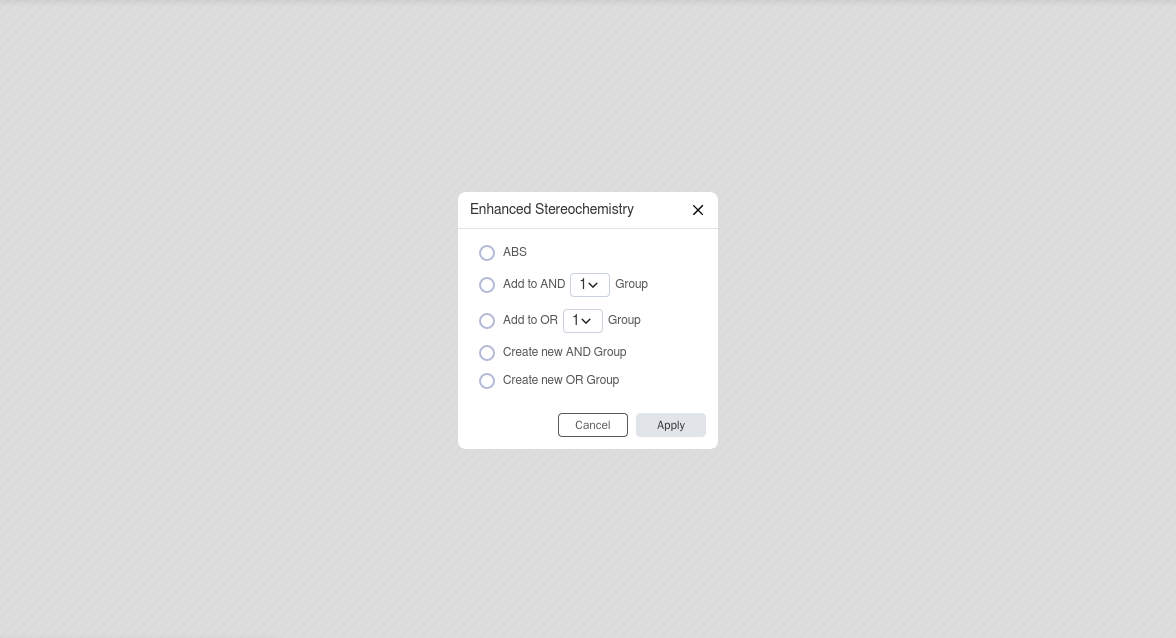 Enhanced Stereochemistry
ABS
Add to AND 1 Group
Add to OR 1 Group
Create new AND Group
Create new OR Group
Cancel Apply